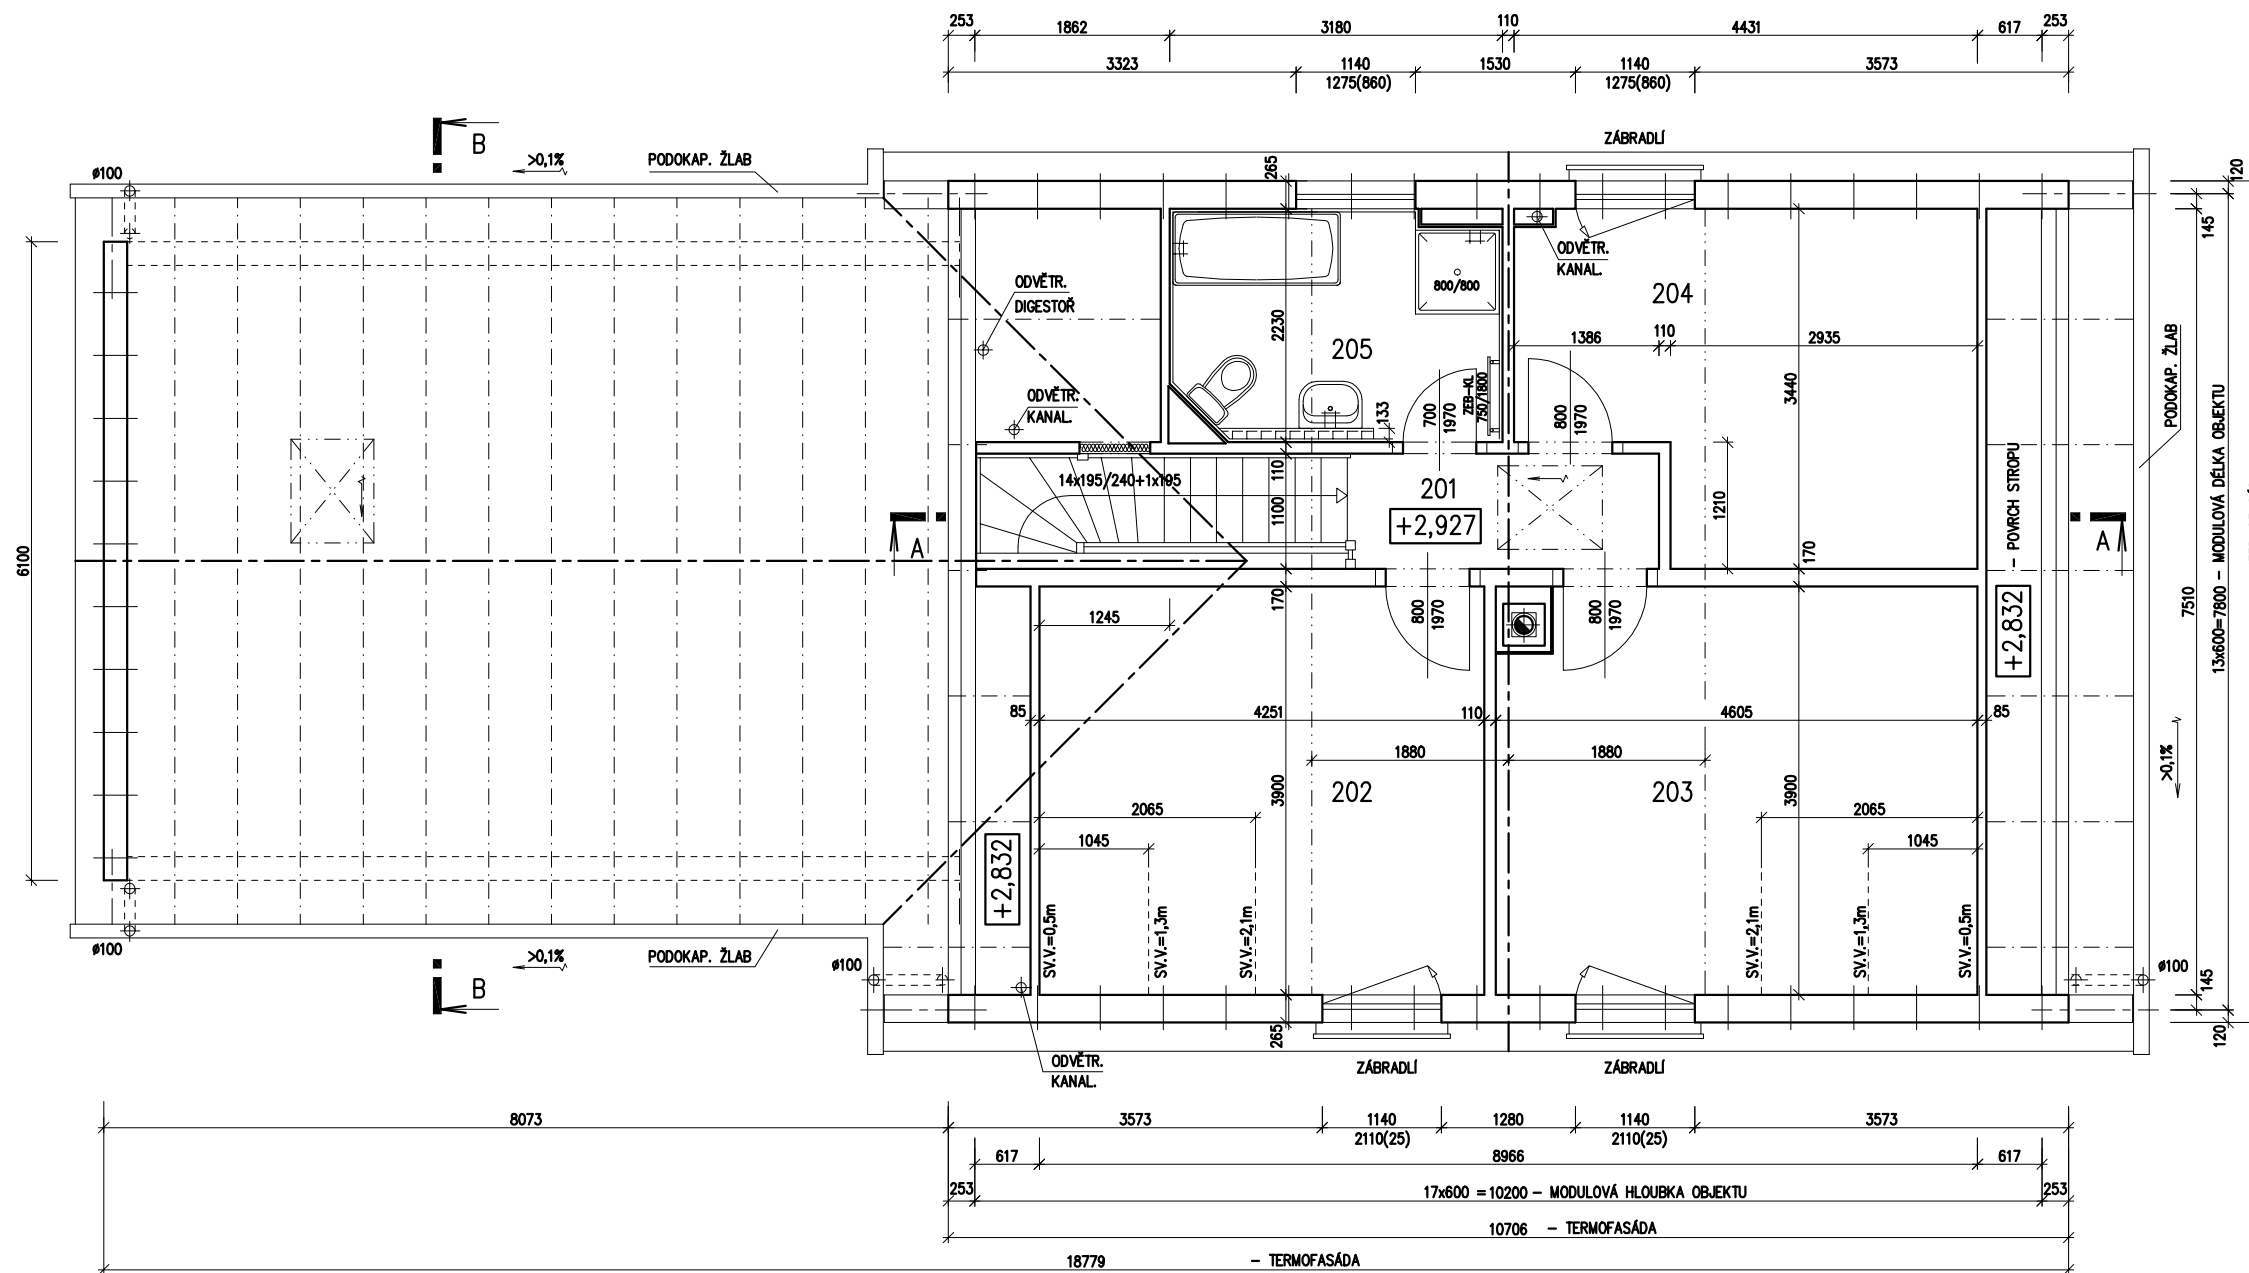 253
1862
3180
110
4431
617
253
3323
1140
1530
1140
3573
1275(860)
1275(860)
B
>0,1%
PODOKAP. ŽLAB
ø100
ZÁBRADLÍ
265
120
145
ODVĚTR.
DIGESTOŘ
ODVĚTR.
KANAL.
800/800
204
2230
205
1386
110
2935
3440
ODVĚTR.
KANAL.
133
700
1970
ZEB-KL
750/1800
800
1970
PODOKAP. ŽLAB
14x195/240+1x195
110
1100
201
+2,927
1210
170
- POVRCH STROPU
A
A
6100
7510
13x600=7800 - MODULOVÁ DÉLKA OBJEKTU
170
1245
800
1970
800
1970
+2,832
85
4251
110
4605
85
1880
1880
>0,1%
202
203
3900
3900
2065
2065
1045
1045
+2,832
SV.V.=0,5m
SV.V.=1,3m
SV.V.=2,1m
SV.V.=2,1m
SV.V.=1,3m
SV.V.=0,5m
ø100
>0,1%
PODOKAP. ŽLAB
ø100
ø100
145
B
265
120
ODVĚTR.
KANAL.
ZÁBRADLÍ
ZÁBRADLÍ
8073
3573
1140
1280
1140
3573
2110(25)
2110(25)
617
8966
617
253
17x600 =10200 - MODULOVÁ HLOUBKA OBJEKTU
253
10706 - TERMOFASÁDA
18779 - TERMOFASÁDA